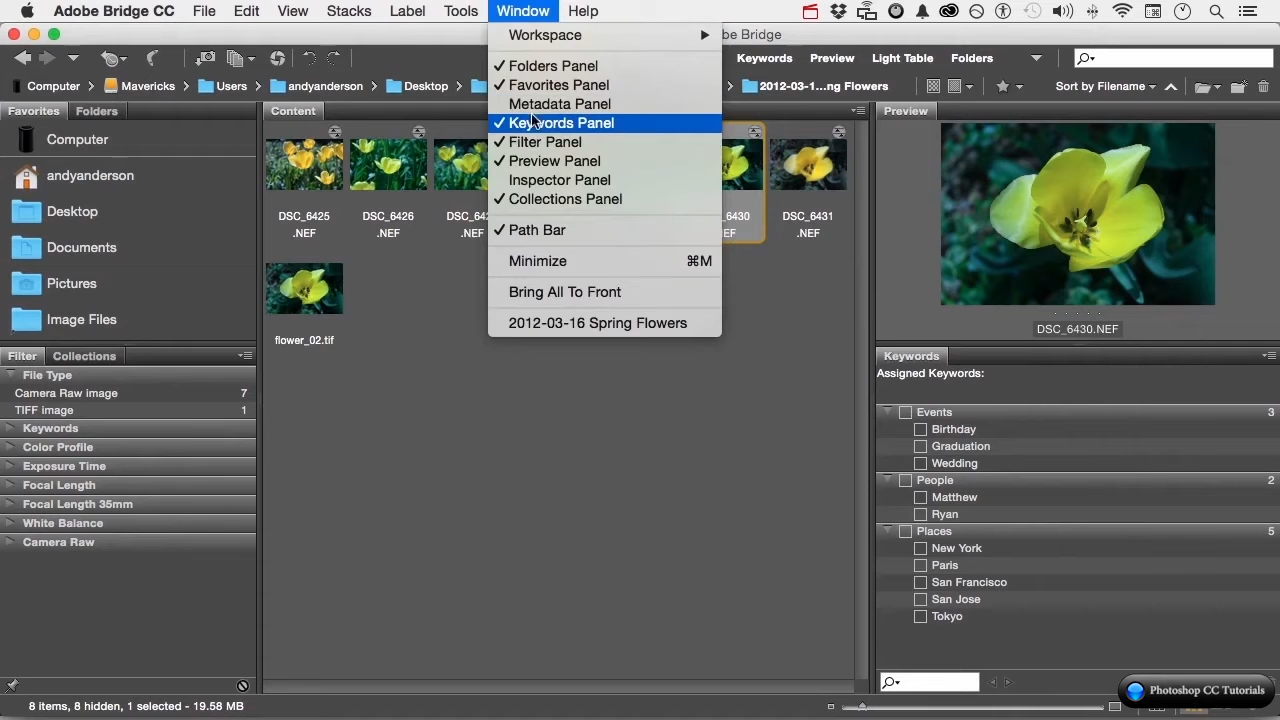 Adobe Bridge CC File Edit View Stacks Label Tools Window Help
e Bridge
Keywords Preview Light Table Folders
Computer Mavericks Users andyanderson Desktop 2012-03-16 1...ng Flowers Sort by Filename
Favorites Folders
Computer
andyanderson
Desktop
Documents
Pictures
Image Files
Filter Collections
File Type
Camera Raw image 7
TIFF image 1
Keywords
Color Profile
Exposure Time
Focal Length
Focal Length 35mm
White Balance
Camera Raw
Content
DSC_6425
.NEF
DSC_6426
.NEF
DSC_642
.NEF
_6430
EF
DSC_6431
.NEF
flower_02.tif
Workspace
Folders Panel
Favorites Panel
Metadata Panel
Keywords Panel
Filter Panel
Preview Panel
Inspector Panel
Collections Panel
Path Bar
Minimize ⌘M
Bring All To Front
2012-03-16 Spring Flowers
Preview
DSC_6430.NEF
Keywords
Assigned Keywords:
Events 3
Birthday
Graduation
Wedding
People 2
Matthew
Ryan
Places 5
New York
Paris
San Francisco
San Jose
Tokyo
8 items, 8 hidden, 1 selected - 19.58 MB
Photoshop CC Tutorials